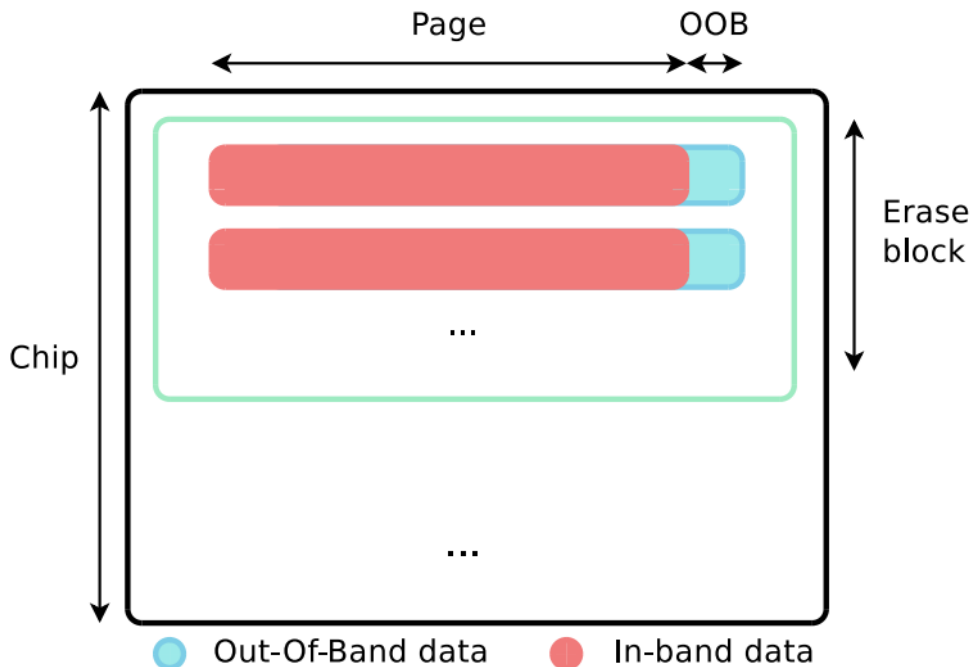 Page
OOB
Erase
block
...
Chip
...
Out-Of-Band data
In-band data